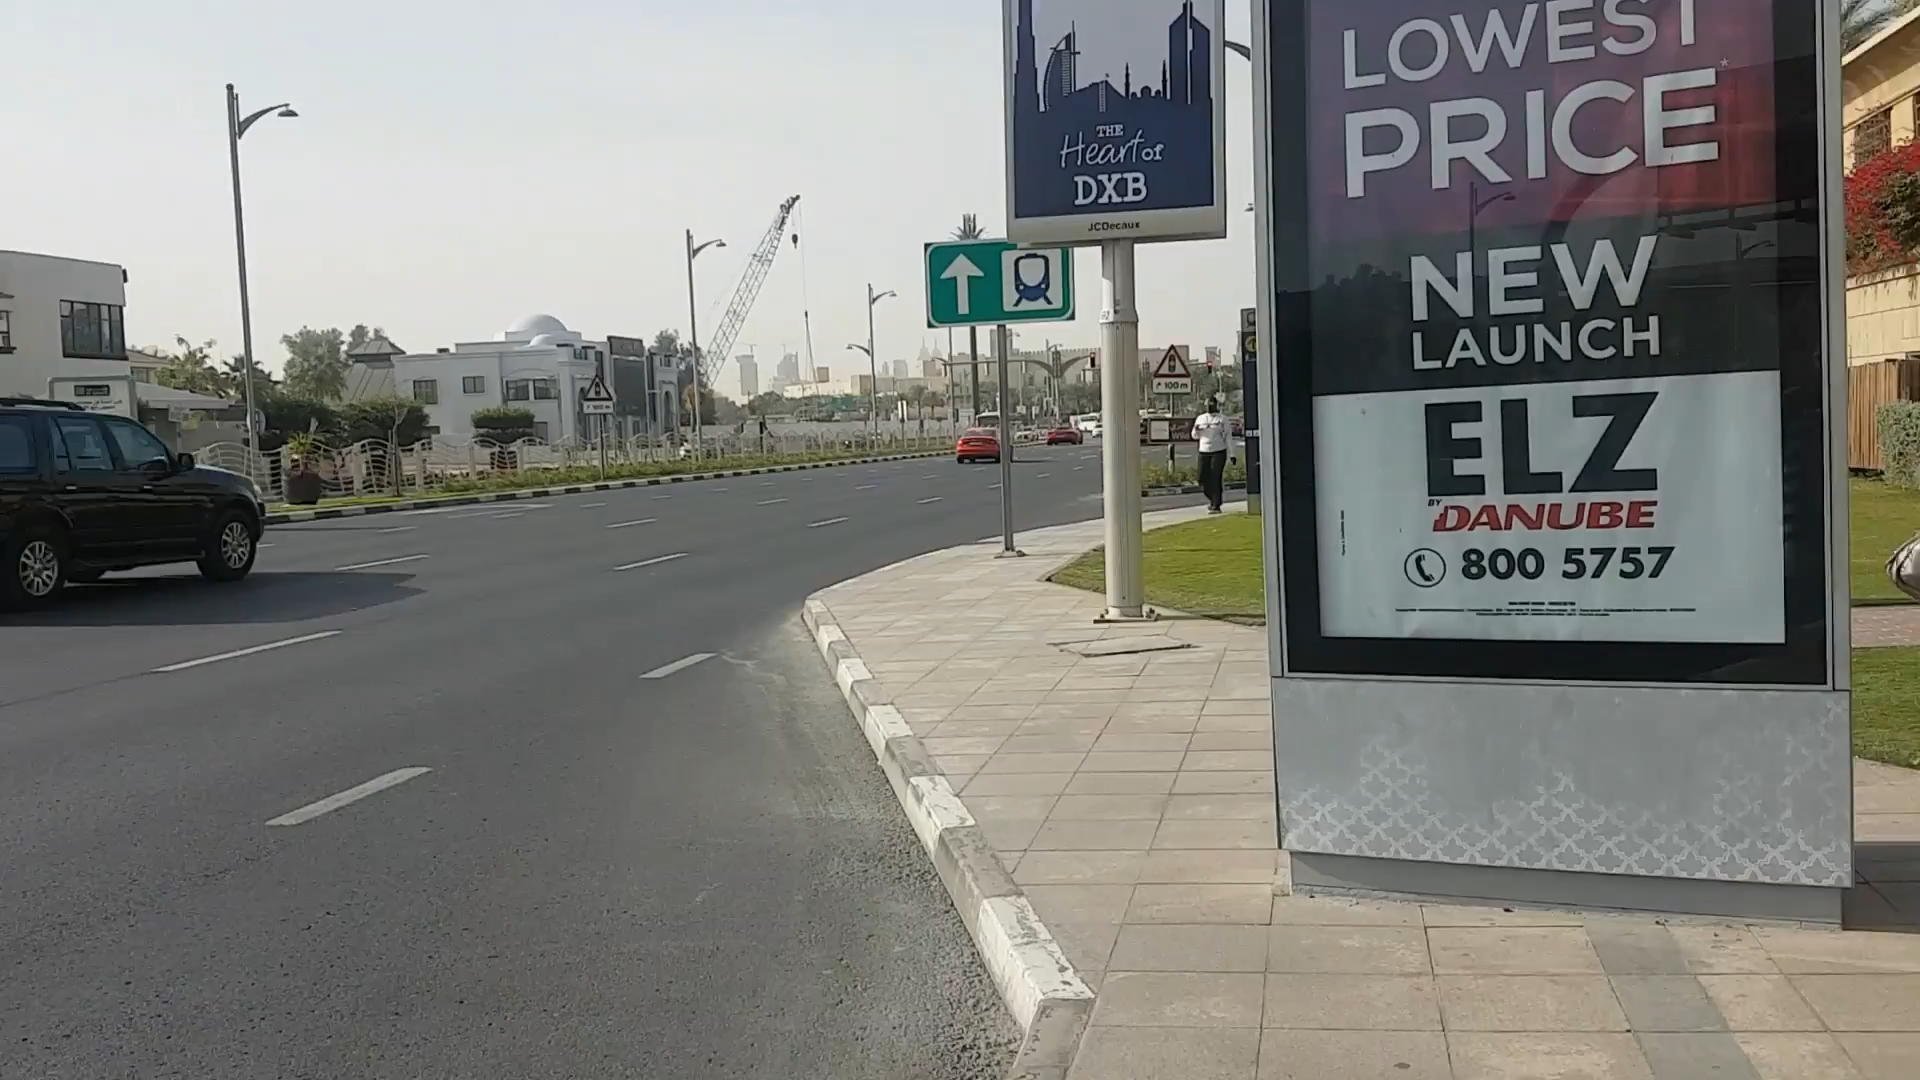 THE
Heart of
DXB
JCDecaux
100 m
LOWEST
PRICE*
NEW
LAUNCH
ELZ
BY DANUBE
800 5757